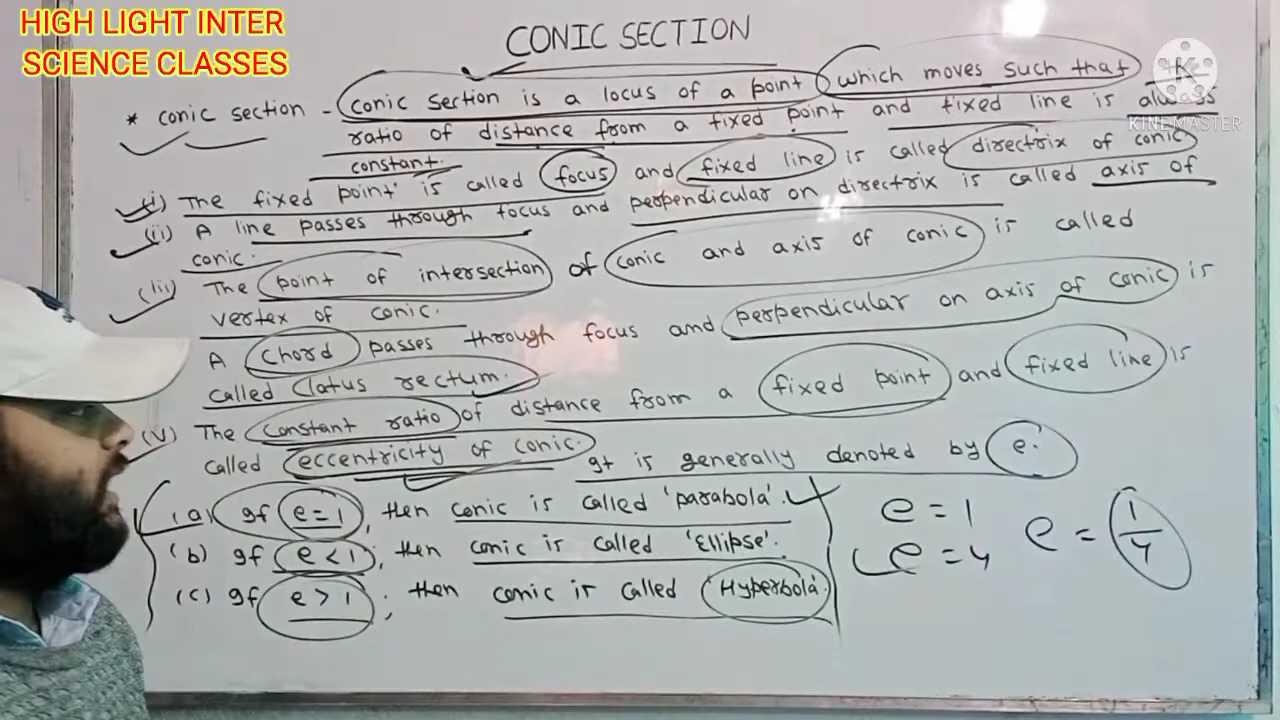 HIGH LIGHT INTER
SCIENCE CLASSES
CONIC SECTION
* conic section - conic section is a locus of a point which moves such that the
ratio of distance from a fixed point and fixed line is always
constant.
(i) The fixed point is called focus and fixed line is called directrix of conic
(ii) A line passes through focus and perpendicular on directrix is called axis of
conic.
(iii) The point of intersection of conic and axis of conic is called
vertex of conic.
A chord passes through focus and perpendicular on axis of conic is
called Latus rectum.
(v) The constant ratio of distance from a fixed point and fixed line is
called eccentricity of conic. It is generally denoted by e.
(a) If e=1, then conic is called 'parabola'.
(b) If e<1; then conic is called 'Ellipse'.
(c) If e>1; then conic is called 'Hyperbola'.
e=1
e=4
e=1/4
K
KINEMASTER